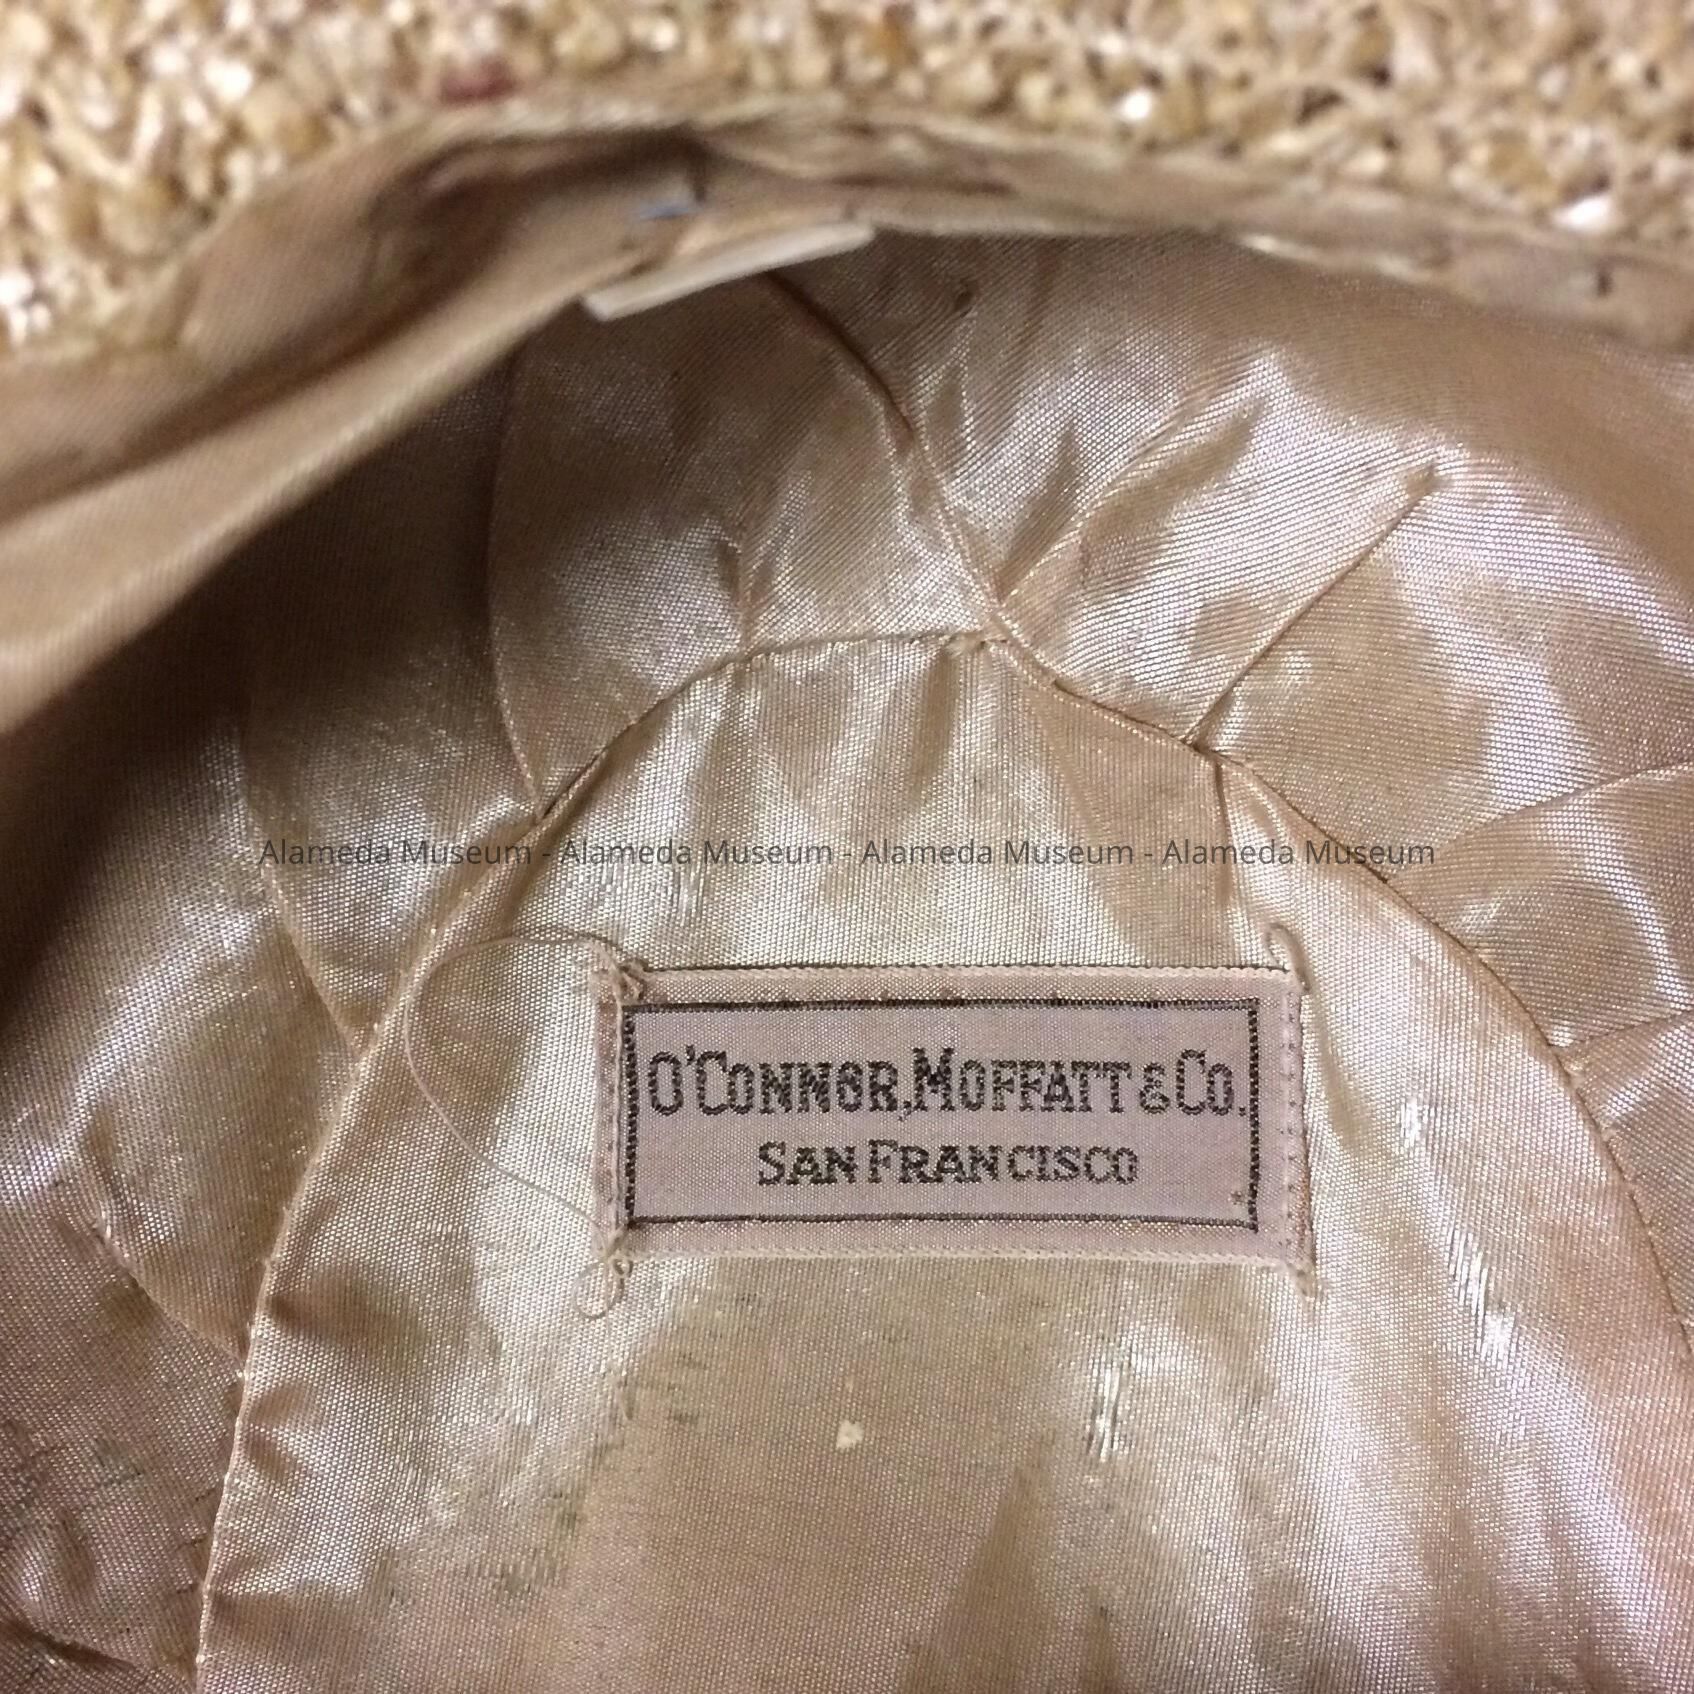 Alameda Museum - Alameda Museum - Alameda Museum - Alameda Museum
O'CONNOR, MOFFATT & CO.
SAN FRANCISCO